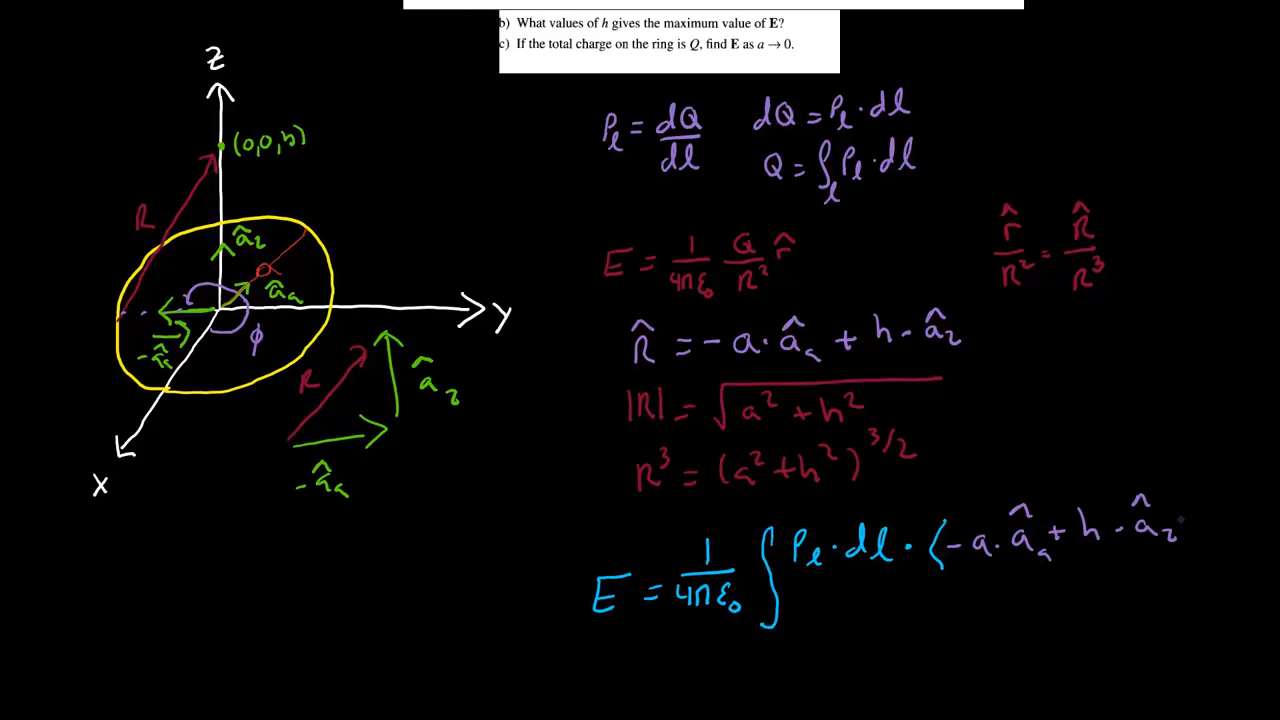 b) What values of h gives the maximum value of E?
c) If the total charge on the ring is Q, find E as a → 0.
Z
(0,0,h)
R
â_z
â_a
-â_a
ϕ
Y
X
R
â_z
-â_a
ρ_l = dQ/dl
dQ = ρ_l · dl
Q = ∫_l ρ_l · dl
E = 1/4πε₀ Q/R² r̂
r̂/R² = R̂/R³
R̂ = -a · â_a + h · â_z
|R| = √(a² + h²)
R³ = (a² + h²)^3/2
E = 1/4πε₀ ∫ ρ_l · dl · (-a · â_a + h · â_z